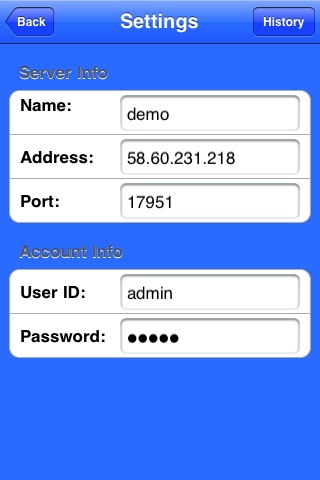 Back Settings History
Server Info
Name: demo
Address: 58.60.231.218
Port: 17951
Account Info
User ID: admin
Password: •••••